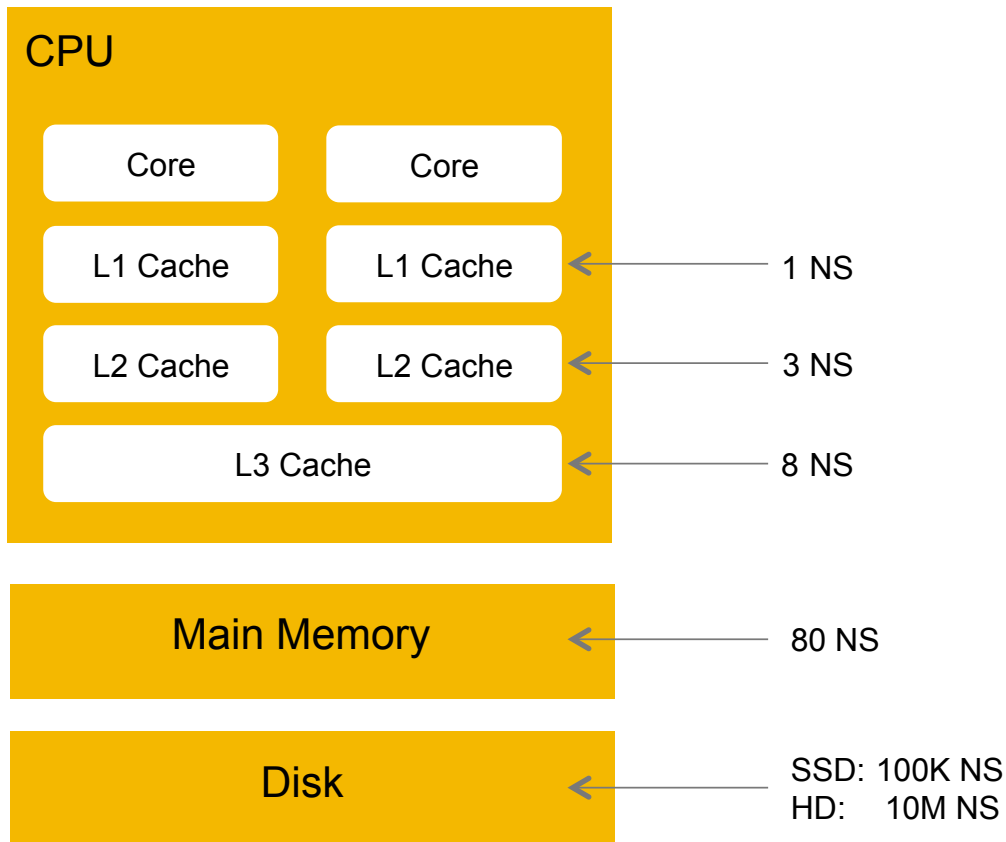 CPU
Core
Core
L1 Cache
L1 Cache
1 NS
L2 Cache
L2 Cache
3 NS
L3 Cache
8 NS
Main Memory
80 NS
Disk
SSD: 100K NS
HD: 10M NS